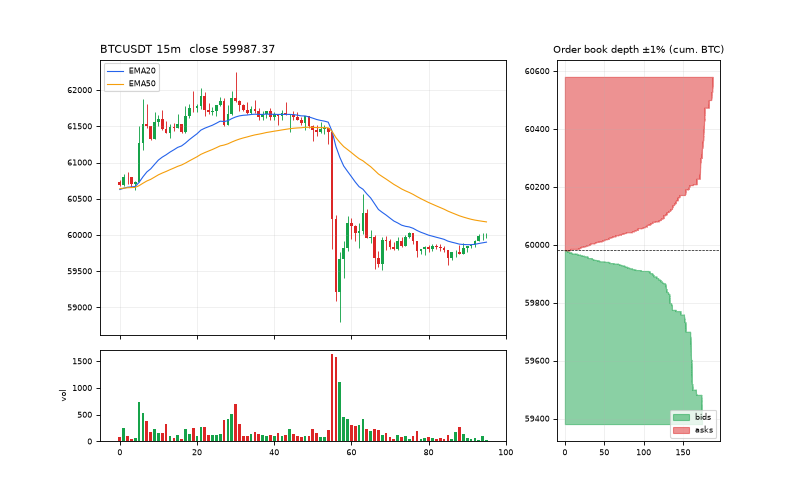 BTCUSDT 15m  close 59987.37
EMA20
EMA50
62000
61500
61000
60500
60000
59500
59000
vol
1500
1000
500
0
0 20 40 60 80 100
Order book depth ±1% (cum. BTC)
60600
60400
60200
60000
59800
59600
59400
bids
asks
0 50 100 150